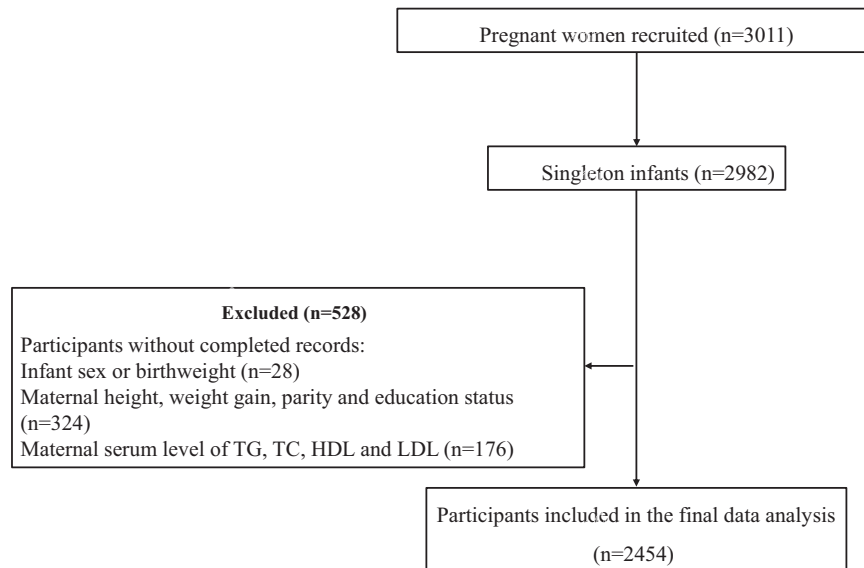 Pregnant women recruited (n=3011)
Singleton infants (n=2982)
Excluded (n=528)
Participants without completed records:
Infant sex or birthweight (n=28)
Maternal height, weight gain, parity and education status
(n=324)
Maternal serum level of TG, TC, HDL and LDL (n=176)
Participants included in the final data analysis
(n=2454)